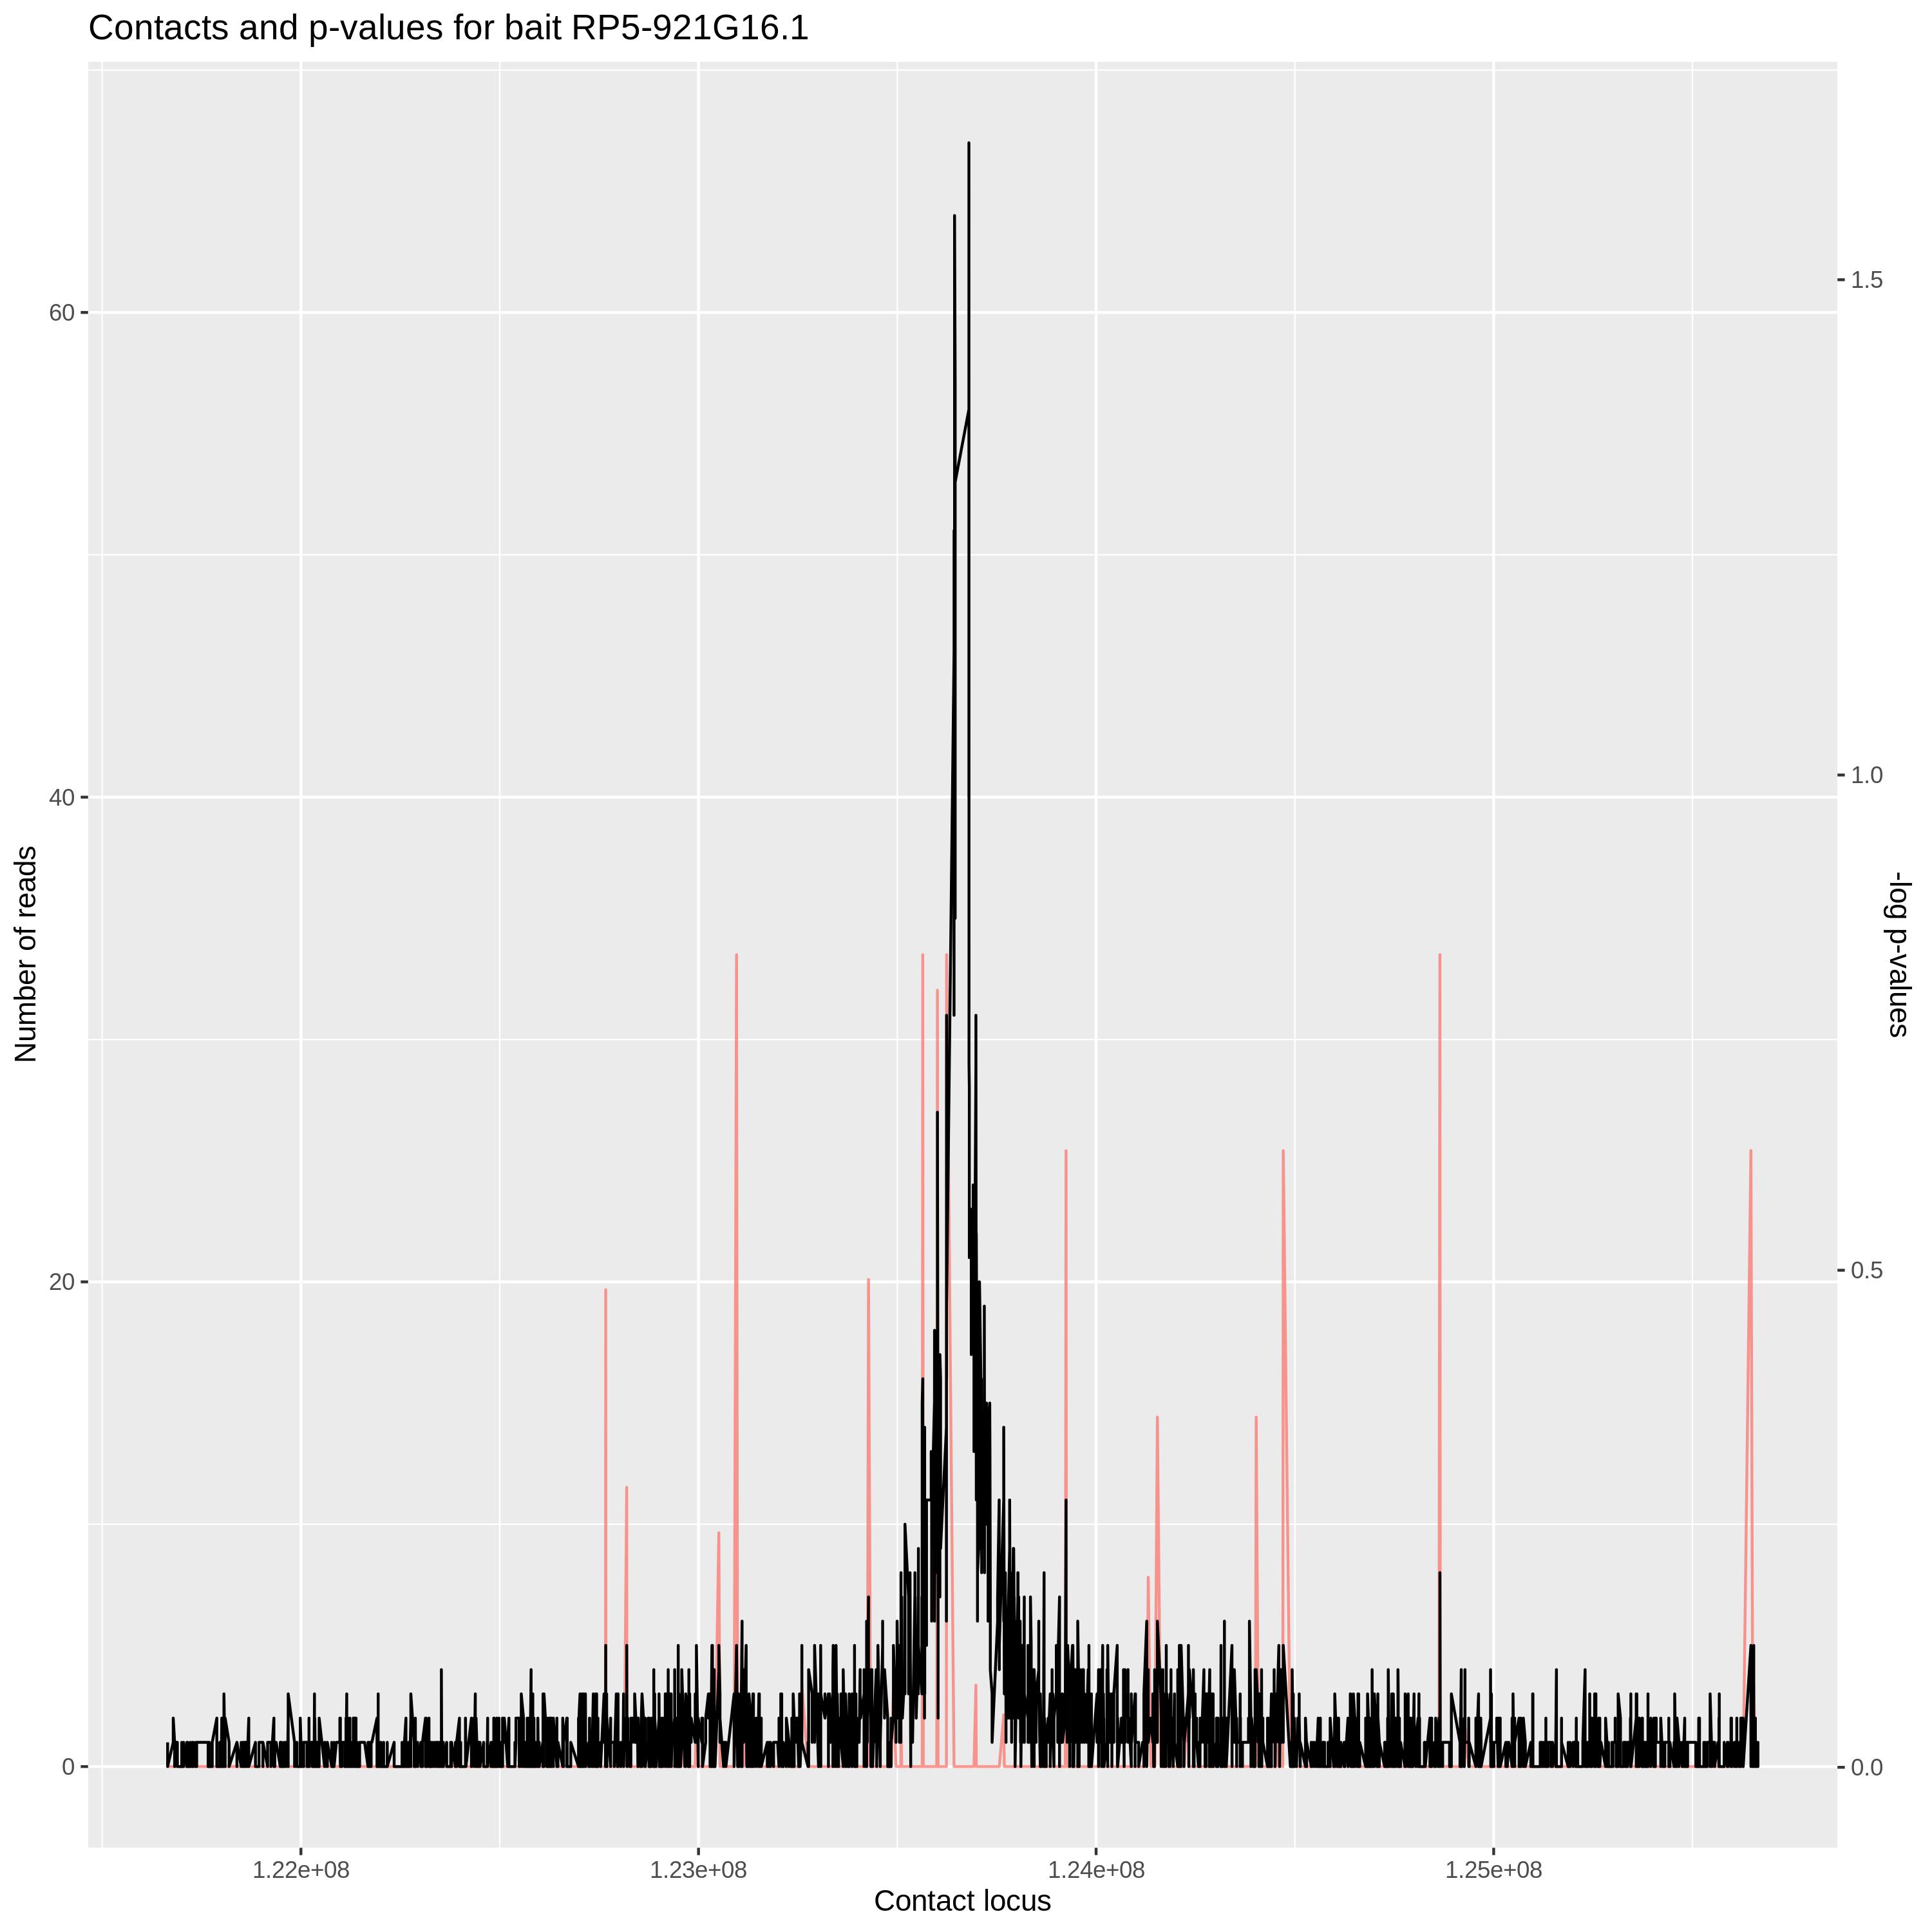 Contacts and p-values for bait RP5-921G16.1
Number of reads
60
40
20
0
1.5
1.0
0.5
0.0
-log p-values
1.22e+08
1.23e+08
1.24e+08
1.25e+08
Contact locus